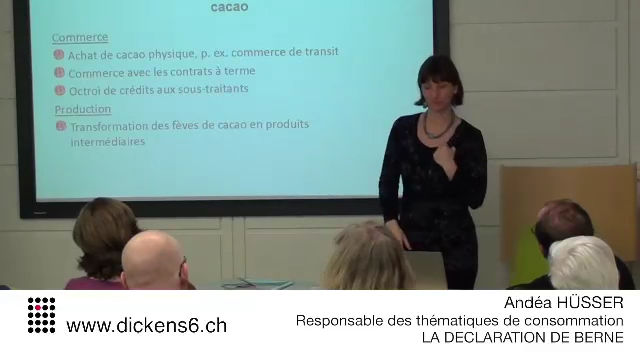 cacao
Commerce
Achat de cacao physique, p. ex. commerce de transit
Commerce avec les contrats à terme
Octroi de crédits aux sous-traitants
Production
Transformation des fèves de cacao en produits
intermédiaires
www.dickens6.ch
Andéa HÜSSER
Responsable des thématiques de consommation
LA DECLARATION DE BERNE